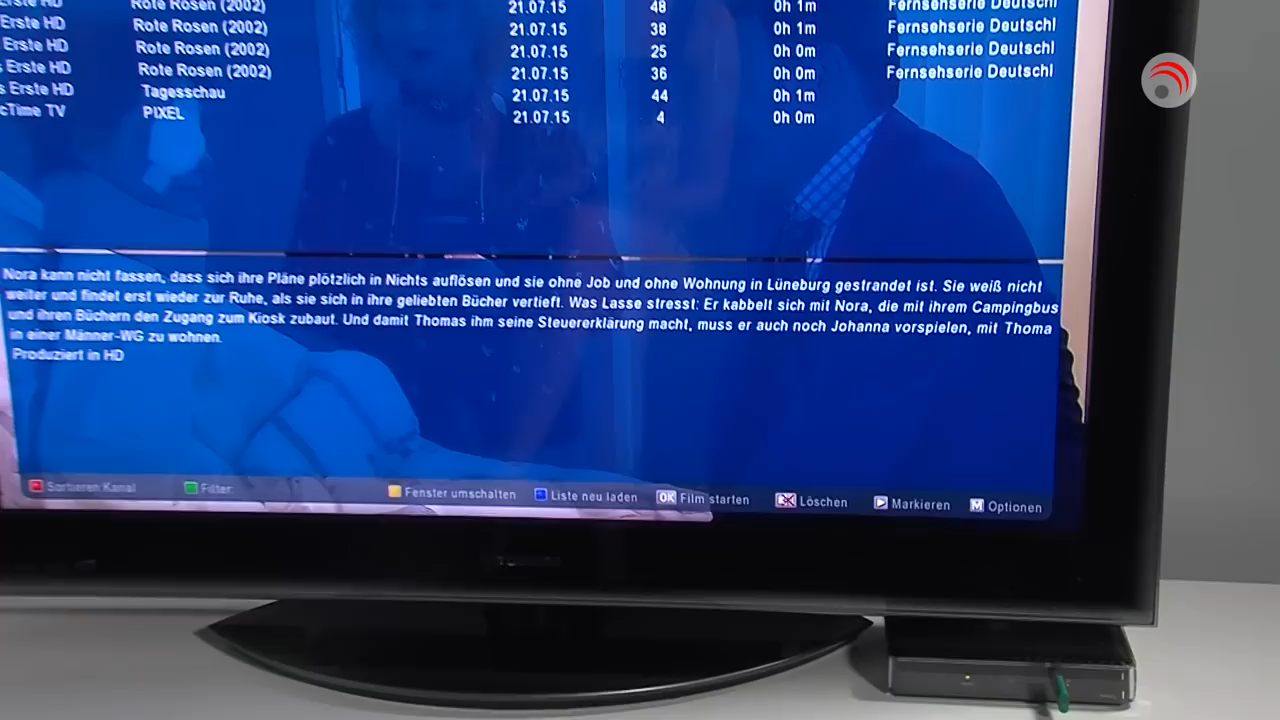 Erste HD Rote Rosen (2002) 21.07.15 48 0h 1m Fernsehserie Deutschl
Erste HD Rote Rosen (2002) 21.07.15 38 0h 1m Fernsehserie Deutschl
Erste HD Rote Rosen (2002) 21.07.15 25 0h 0m Fernsehserie Deutschl
s Erste HD Rote Rosen (2002) 21.07.15 36 0h 0m Fernsehserie Deutschl
s Erste HD Tagesschau 21.07.15 44 0h 1m
cTime TV PIXEL 21.07.15 4 0h 0m
Nora kann nicht fassen, dass sich ihre Pläne plötzlich in Nichts auflösen und sie ohne Job und ohne Wohnung in Lüneburg gestrandet ist. Sie weiß nicht
weiter und findet erst wieder zur Ruhe, als sie sich in ihre geliebten Bücher vertieft. Was Lasse stresst: Er kabbelt sich mit Nora, die mit ihrem Campingbus
und ihren Büchern den Zugang zum Kiosk zubaut. Und damit Thomas ihm seine Steuererklärung macht, muss er auch noch Johanna vorspielen, mit Thoma
in einer Männer-WG zu wohnen.
Produziert in HD
Sortieren Kanal Filter: Fenster umschalten Liste neu laden OK Film starten Löschen Markieren M Optionen